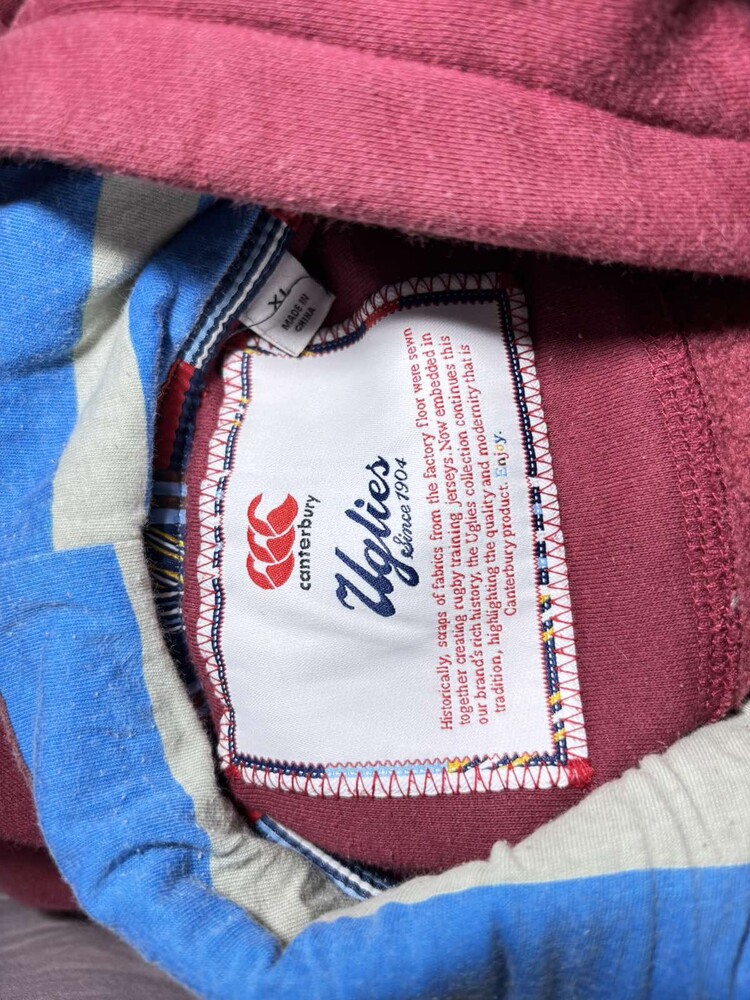 XL
MADE IN
CHINA
canterbury
Uglies
Since 1904
Historically, scraps of fabrics from the factory floor were sewn
together creating rugby training jerseys. Now embedded in
our brand's rich history, the Uglies collection continues this
tradition, highlighting the quality and modernity that is
Canterbury product. Enjoy.